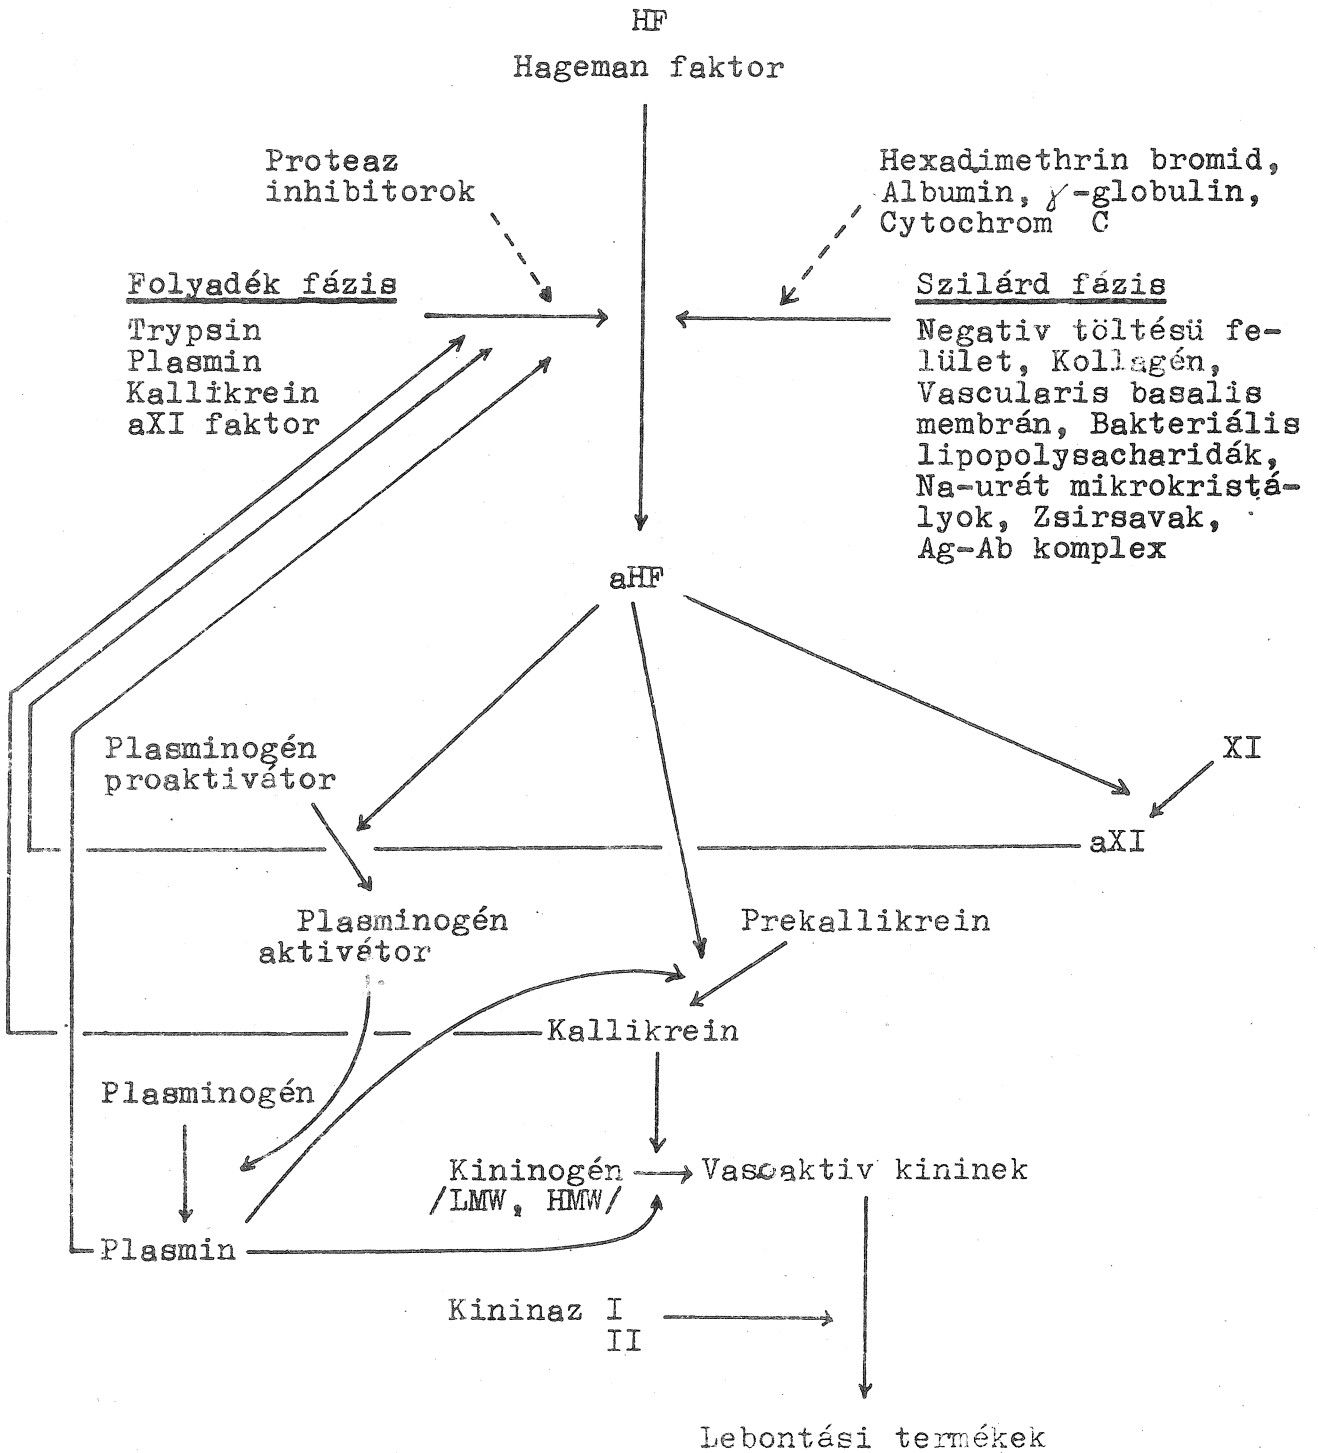 HF
Hageman faktor
Proteaz
inhibitorok
Hexadimethrin bromid,
Albumin, γ-globulin,
Cytochrom C
Folyadék fázis
Trypsin
Plasmin
Kallikrein
aXI faktor
Szilárd fázis
Negativ töltésü fe-
lület, Kollagén,
Vascularis basalis
membrán, Bakteriális
lipopolysacharidák,
Na-urát mikrokristá-
lyok, Zsirsavak,
Ag-Ab komplex
aHF
Plasminogén
proaktivátor
XI
aXI
Plasminogén
aktivátor
Prekallikrein
Kallikrein
Plasminogén
Kininogén
/LMW, HMW/
Vasoaktiv kininek
Plasmin
Kininaz I
II
Lebontási termékek